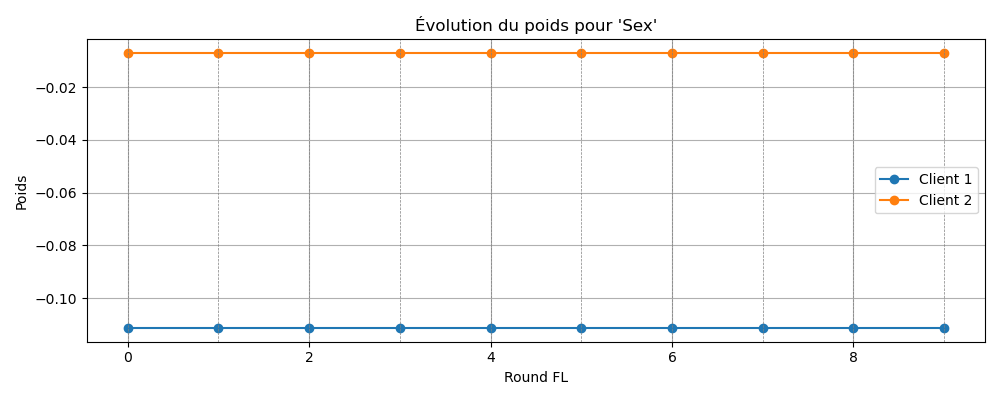 Évolution du poids pour 'Sex'
−0.02
−0.04
−0.06
−0.08
−0.10
Poids
Client 1
Client 2
0 2 4 6 8
Round FL